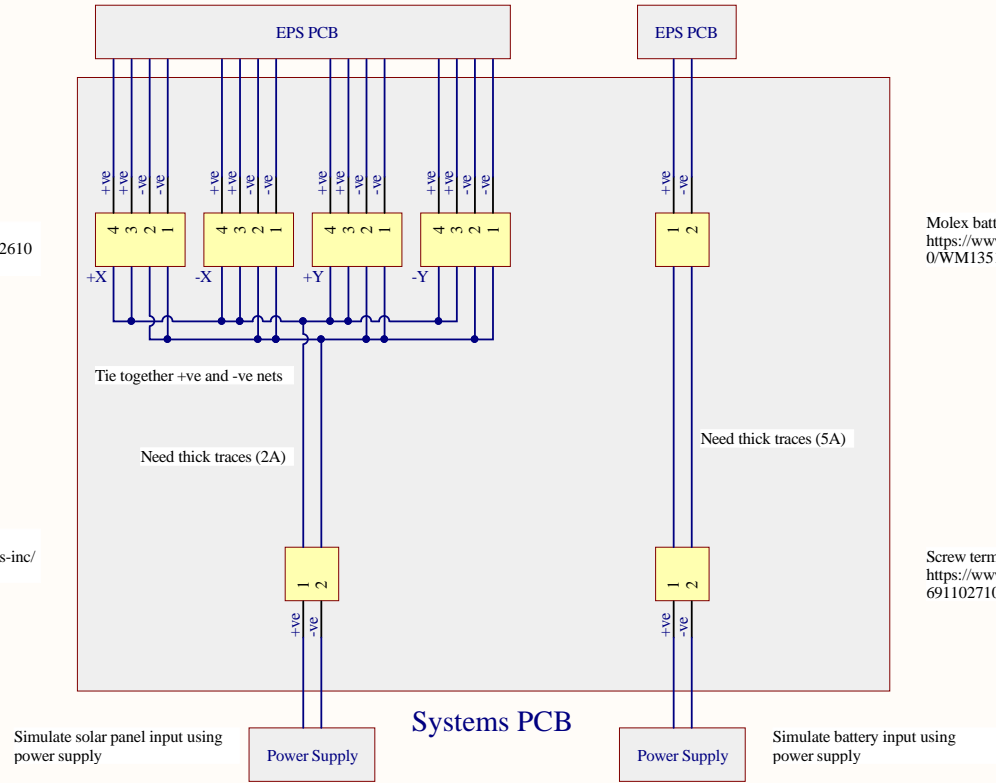 EPS PCB
EPS PCB
+ve +ve -ve -ve +ve +ve -ve -ve +ve +ve -ve -ve +ve +ve -ve -ve +ve -ve
4 3 2 1 4 3 2 1 4 3 2 1 4 3 2 1 1 2
+X -X +Y -Y
2610
Molex batt
https://ww
0/WM135
Tie together +ve and -ve nets
Need thick traces (2A)
Need thick traces (5A)
s-inc/
1 2
1 2
Screw term
https://ww
691102710
+ve -ve
+ve -ve
Systems PCB
Simulate solar panel input using
power supply
Power Supply
Power Supply
Simulate battery input using
power supply